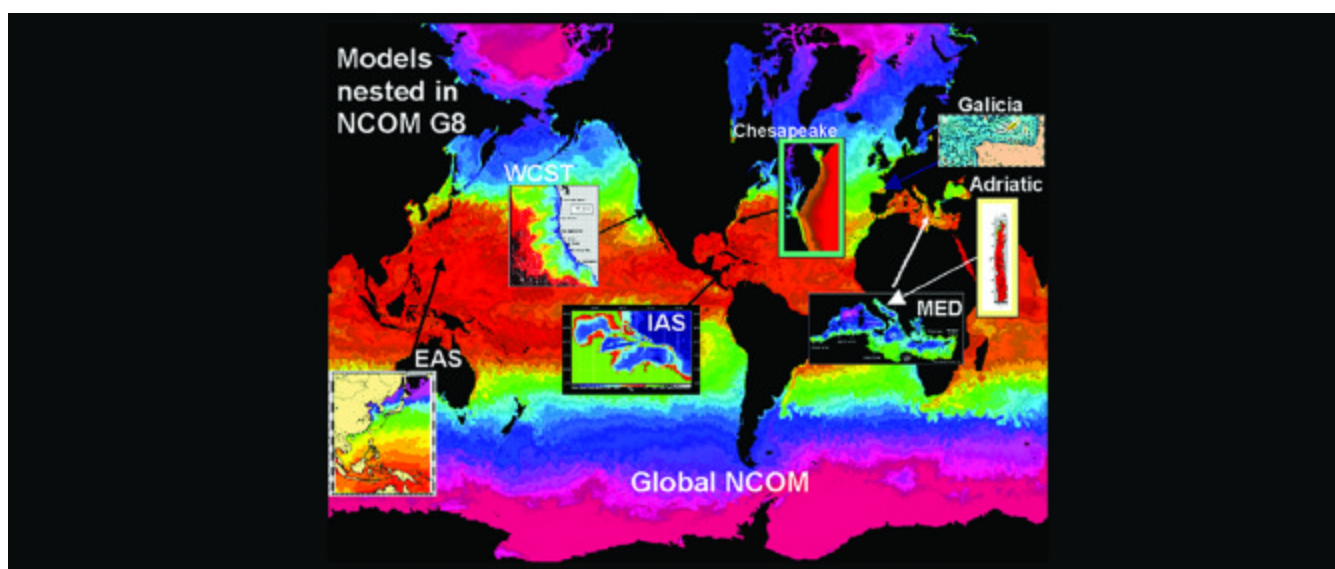 Models
nested in
NCOM G8
Galicia
Chesapeake
WCST
Adriatic
IAS
MED
EAS
Global NCOM